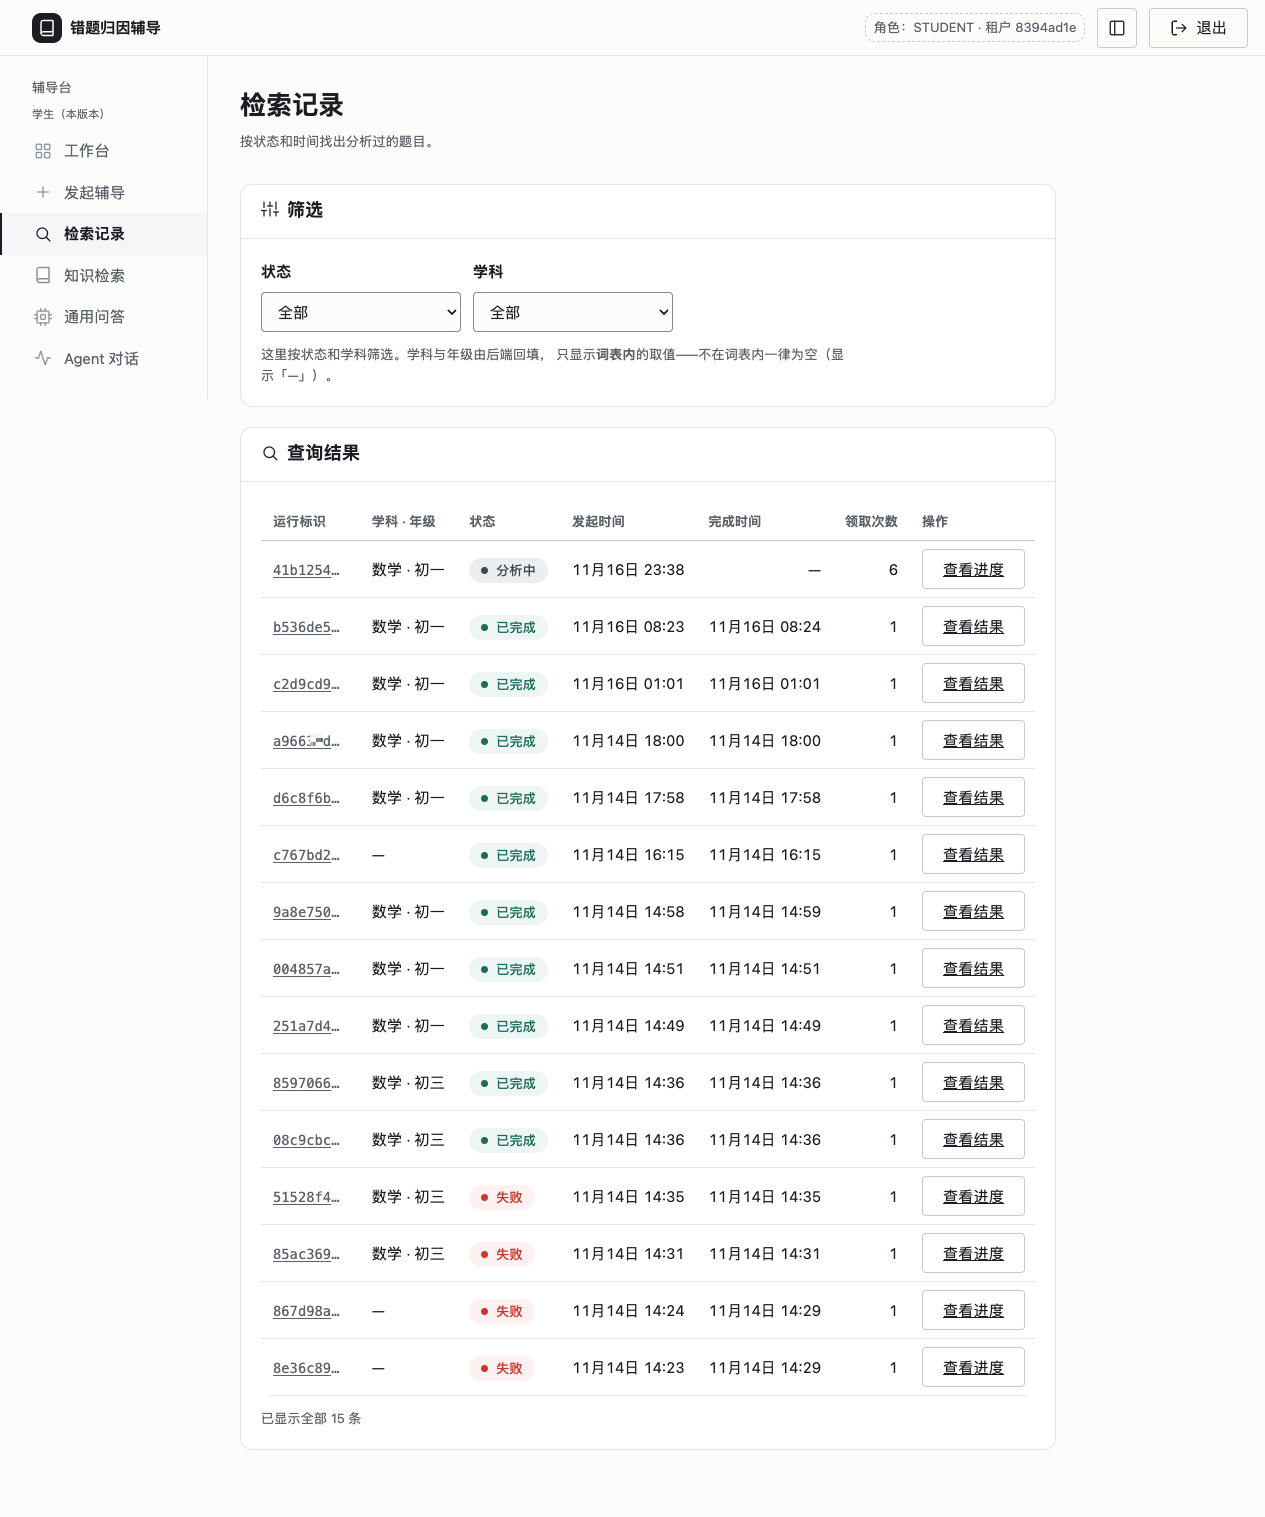 错题归因辅导
角色：STUDENT · 租户 8394ad1e
退出
辅导台
学生（本版本）
工作台
发起辅导
检索记录
知识检索
通用问答
Agent 对话
检索记录
按状态和时间找出分析过的题目。
筛选
状态 学科
全部 全部
这里按状态和学科筛选。学科与年级由后端回填， 只显示词表内的取值——不在词表内一律为空（显
示「—」）。
查询结果
运行标识 学科 · 年级 状态 发起时间 完成时间 领取次数 操作
41b1254… 数学 · 初一 分析中 11月16日 23:38 — 6 查看进度
b536de5… 数学 · 初一 已完成 11月16日 08:23 11月16日 08:24 1 查看结果
c2d9cd9… 数学 · 初一 已完成 11月16日 01:01 11月16日 01:01 1 查看结果
数学 · 初一 已完成 11月14日 18:00 11月14日 18:00 1 查看结果
d6c8f6b… 数学 · 初一 已完成 11月14日 17:58 11月14日 17:58 1 查看结果
c767bd2… — 已完成 11月14日 16:15 11月14日 16:15 1 查看结果
9a8e750… 数学 · 初一 已完成 11月14日 14:58 11月14日 14:59 1 查看结果
004857a… 数学 · 初一 已完成 11月14日 14:51 11月14日 14:51 1 查看结果
251a7d4… 数学 · 初一 已完成 11月14日 14:49 11月14日 14:49 1 查看结果
8597066… 数学 · 初三 已完成 11月14日 14:36 11月14日 14:36 1 查看结果
08c9cbc… 数学 · 初三 已完成 11月14日 14:36 11月14日 14:36 1 查看结果
51528f4… 数学 · 初三 失败 11月14日 14:35 11月14日 14:35 1 查看进度
85ac369… 数学 · 初三 失败 11月14日 14:31 11月14日 14:31 1 查看进度
867d98a… — 失败 11月14日 14:24 11月14日 14:29 1 查看进度
8e36c89… — 失败 11月14日 14:23 11月14日 14:29 1 查看进度
已显示全部 15 条